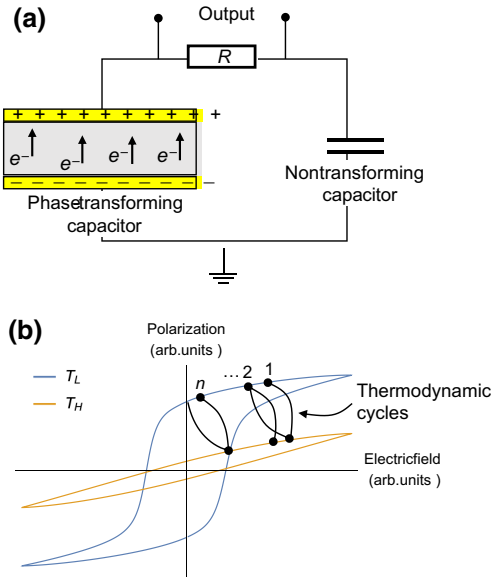 (a)
Output
R
+ + + + + + + + + +
e⁻ e⁻ e⁻ e⁻
− − − − − − − − − −
Phasetransforming
capacitor
Nontransforming
capacitor
(b)
Polarization
(arb.units )
T_L
T_H
n ...2 1
Thermodynamic
cycles
Electricfield
(arb.units )